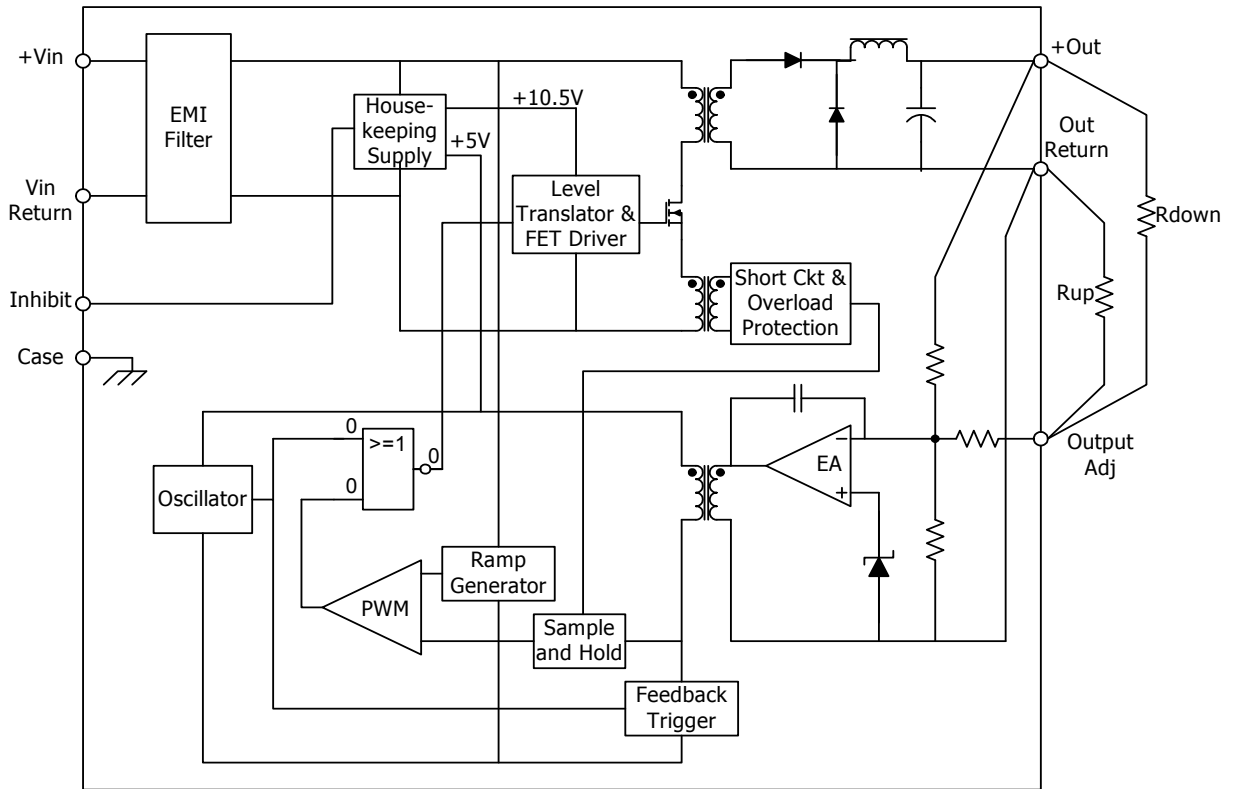 +Vin
EMI
Filter
House-
keeping
Supply
+10.5V
+5V
+Out
Out
Return
Vin
Return
Level
Translator &
FET Driver
Rdown
Inhibit
Short Ckt &
Overload
Protection
Rup
Case
0
>=1
0
0
EA
−
+
Output
Adj
Oscillator
Ramp
Generator
PWM
Sample
and Hold
Feedback
Trigger